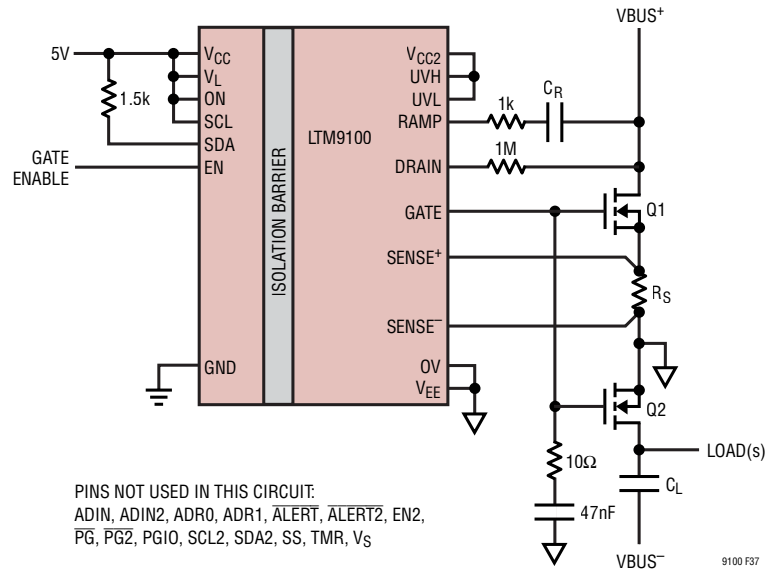 VBUS+
5V
VCC
VL
ON
SCL
SDA
EN
GND
1.5k
GATE
ENABLE
ISOLATION BARRIER
LTM9100
VCC2
UVH
UVL
RAMP
DRAIN
GATE
SENSE+
SENSE–
OV
VEE
1k
CR
1M
Q1
RS
Q2
LOAD(s)
10Ω
CL
47nF
VBUS–
PINS NOT USED IN THIS CIRCUIT:
ADIN, ADIN2, ADR0, ADR1, ALERT, ALERT2, EN2,
PG, PG2, PGIO, SCL2, SDA2, SS, TMR, VS
9100 F37